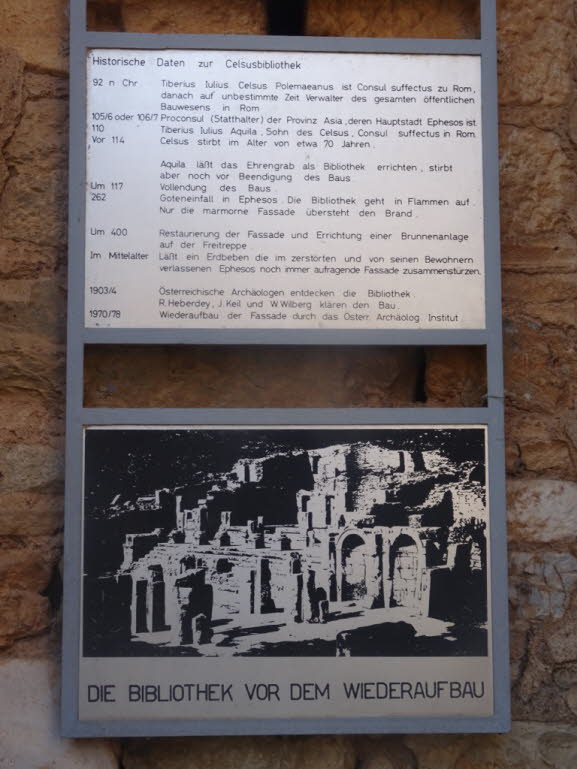 Historische Daten zur Celsusbibliothek
92 n Chr Tiberius Iulius Celsus Polemaeanus ist Consul suffectus zu Rom,
danach auf unbestimmte Zeit Verwalter des gesamten öffentlichen
Bauwesens in Rom
105/6 oder 106/7 Proconsul (Statthalter) der Provinz Asia, deren Hauptstadt Ephesos ist
110 Tiberius Iulius Aquila, Sohn des Celsus, Consul suffectus in Rom.
Vor 114 Celsus stirbt im Alter von etwa 70 Jahren.
Aquila läßt das Ehrengrab als Bibliothek errichten, stirbt
aber noch vor Beendigung des Baus.
Um 117 Vollendung des Baus.
262 Goteneinfall in Ephesos. Die Bibliothek geht in Flammen auf.
Nur die marmorne Fassade übersteht den Brand.
Um 400 Restaurierung der Fassade und Errichtung einer Brunnenanlage
auf der Freitreppe.
Im Mittelalter Läßt ein Erdbeben die im zerstörten und von seinen Bewohnern
verlassenen Ephesos noch immer aufragende Fassade zusammenstürzen.
1903/4 Österreichische Archäologen entdecken die Bibliothek.
R. Heberdey, J. Keil und W. Wilberg klären den Bau.
1970/78 Wiederaufbau der Fassade durch das Österr. Archäolog. Institut.
DIE BIBLIOTHEK VOR DEM WIEDERAUFBAU